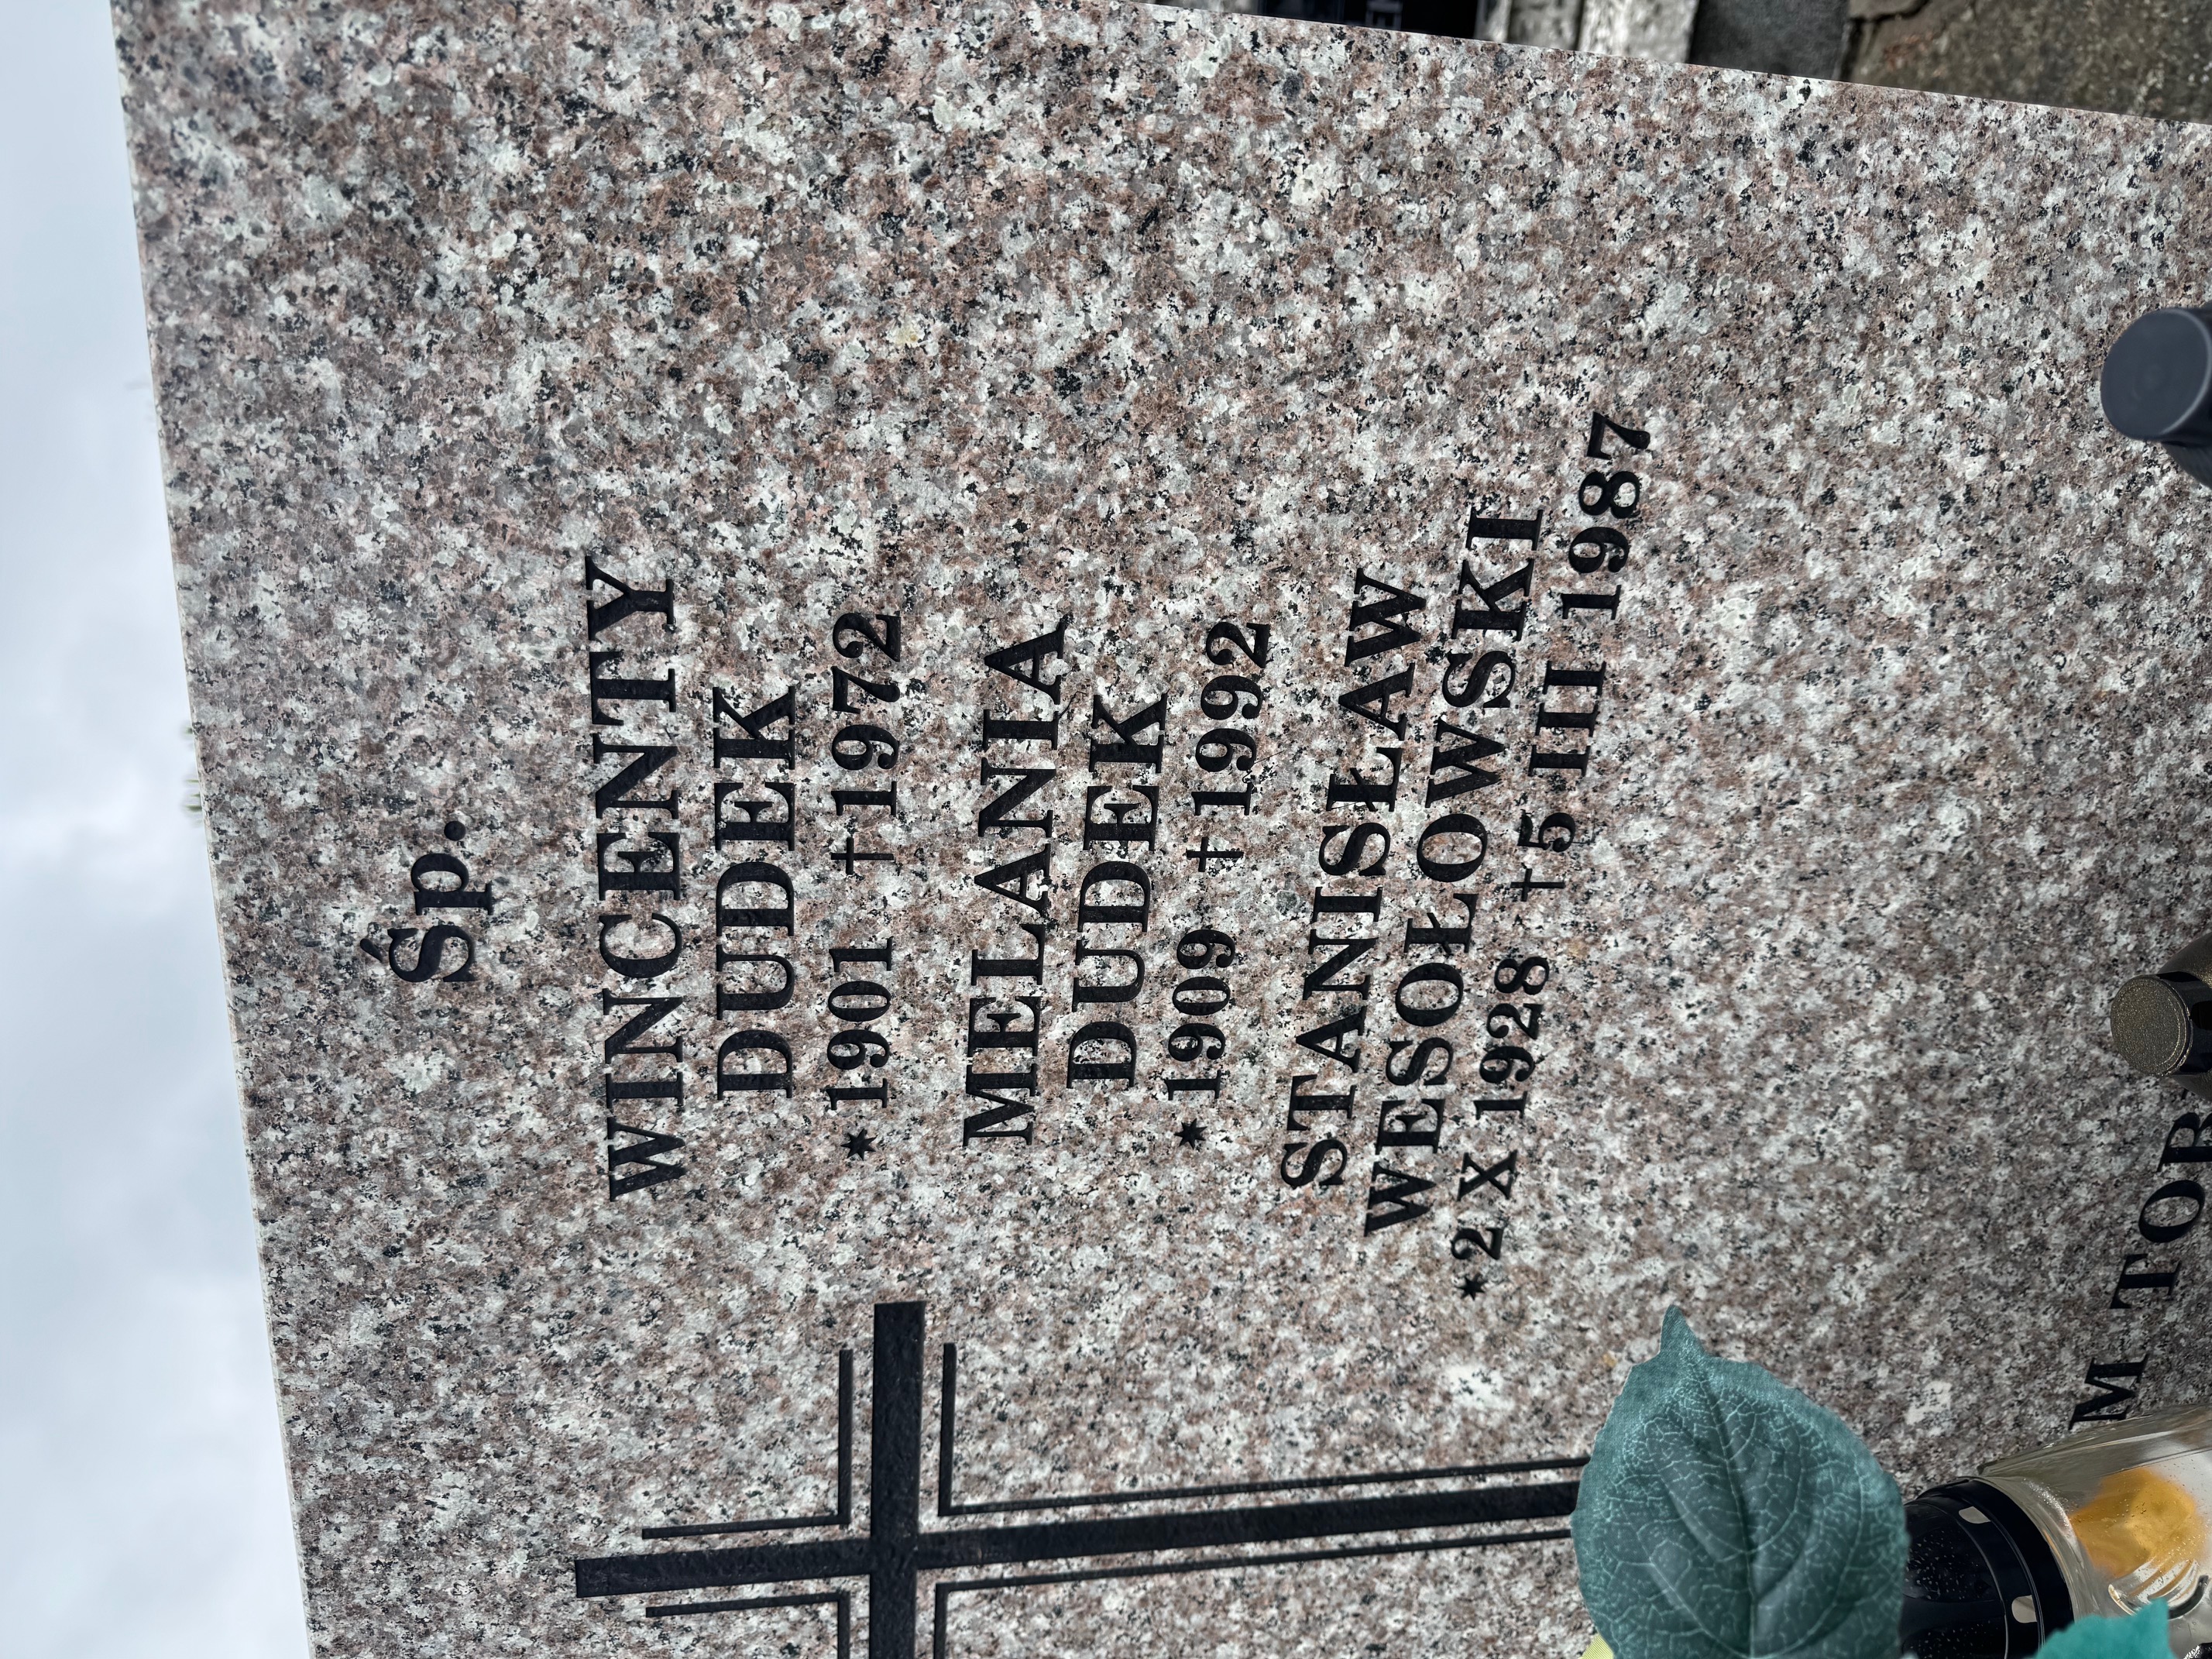 Śp.
WINCENTY
DUDEK
* 1901 † 1972
MELANIA
DUDEK
* 1909 † 1992
STANISŁAW
WESOŁOWSKI
* 2 X 1928 † 5 III 1987